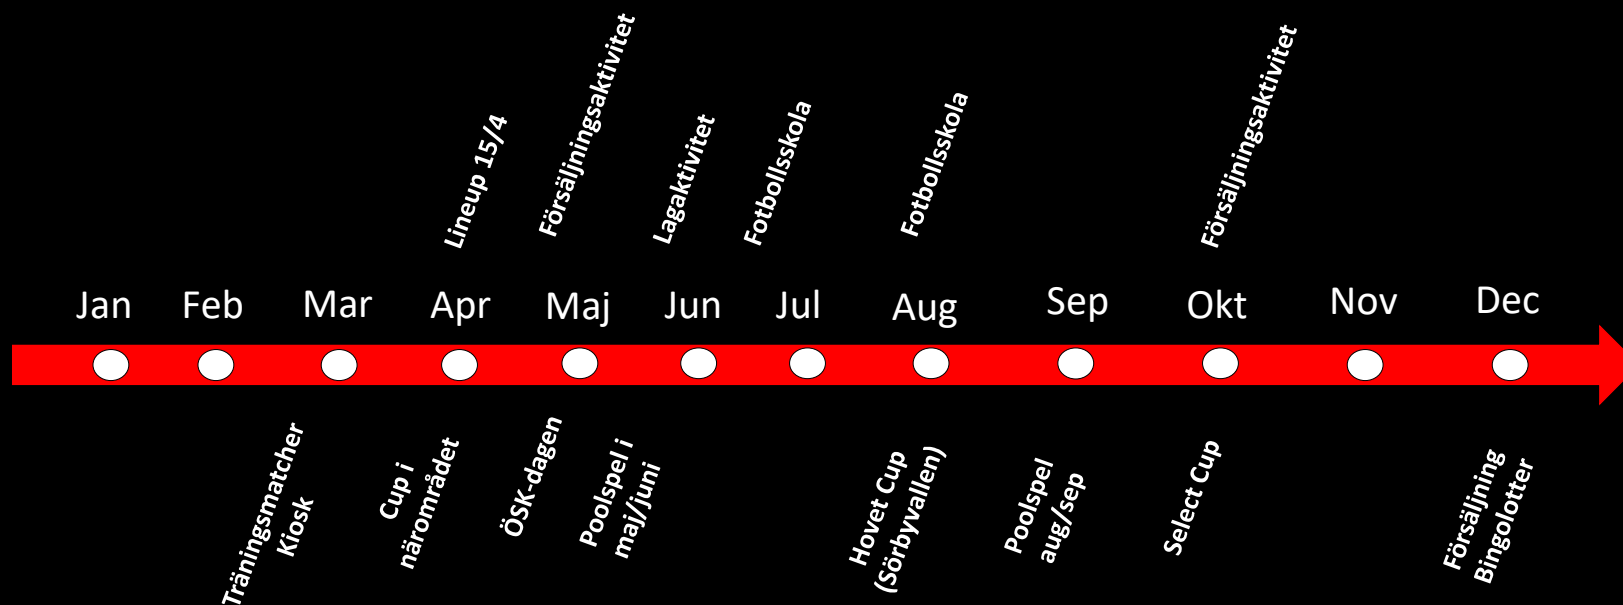 Lineup 15/4
Försäljningsaktivitet
Lagaktivitet
Fotbollsskola
Fotbollsskola
Försäljningsaktivitet
Jan
Feb
Mar
Apr
Maj
Jun
Jul
Aug
Sep
Okt
Nov
Dec
Träningsmatcher
Kiosk
Cup i
närområdet
ÖSK-dagen
Poolspel i
maj/juni
Hovet Cup
(Sörbyvallen)
Poolspel
aug/sep
Select Cup
Försäljning
Bingolotter